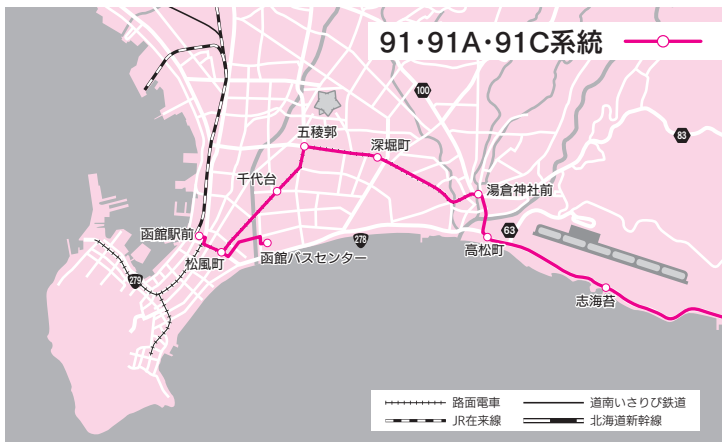 91・91A・91C系統
100
83
五稜郭
深堀町
千代台
湯倉神社前
函館駅前
63
松風町
函館バスセンター
278
高松町
279
志海苔
路面電車
道南いさりび鉄道
JR在来線
北海道新幹線